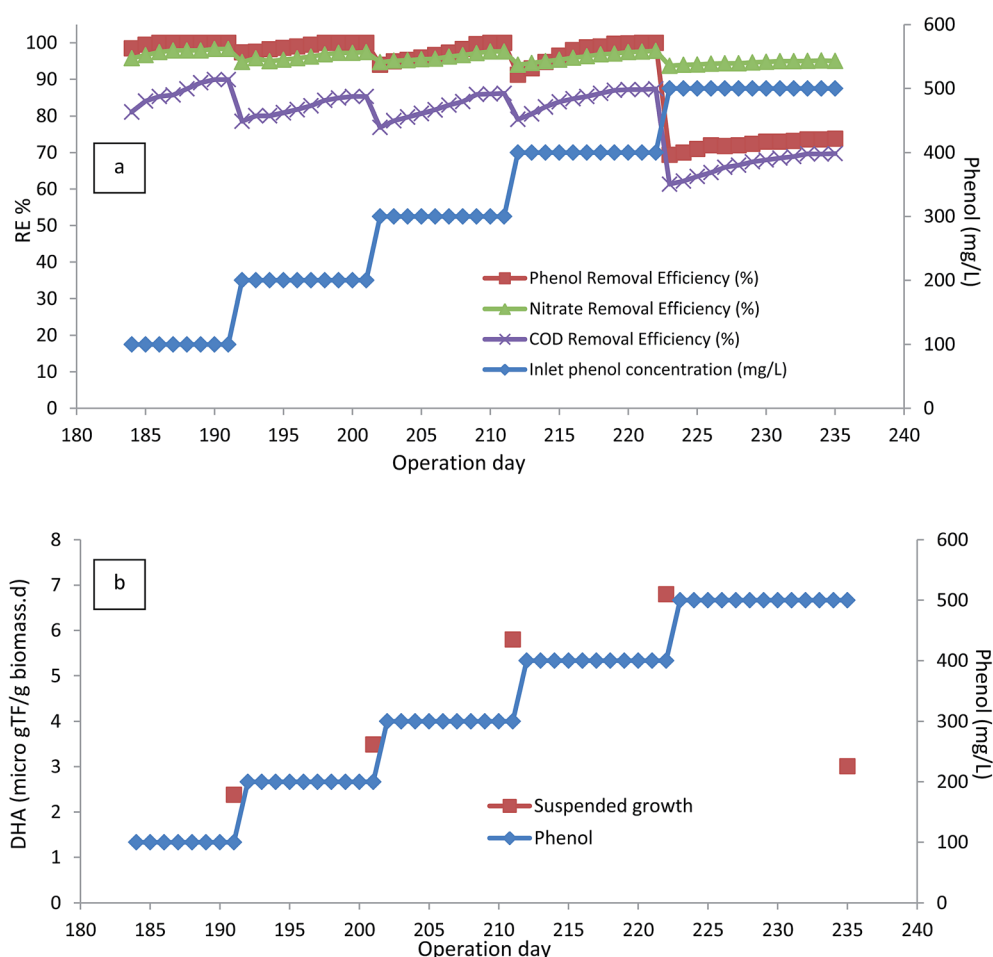 100
90
80
70
60
50
40
30
20
10
0
RE %
a
600
500
400
300
200
100
0
Phenol (mg/L)
Phenol Removal Efficiency (%)
Nitrate Removal Efficiency (%)
COD Removal Efficiency (%)
Inlet phenol concentration (mg/L)
180 185 190 195 200 205 210 215 220 225 230 235 240
Operation day
8
7
6
5
4
3
2
1
0
DHA (micro gTF/g biomass.d)
b
600
500
400
300
200
100
0
Phenol (mg/L)
Suspended growth
Phenol
180 185 190 195 200 205 210 215 220 225 230 235 240
Operation day